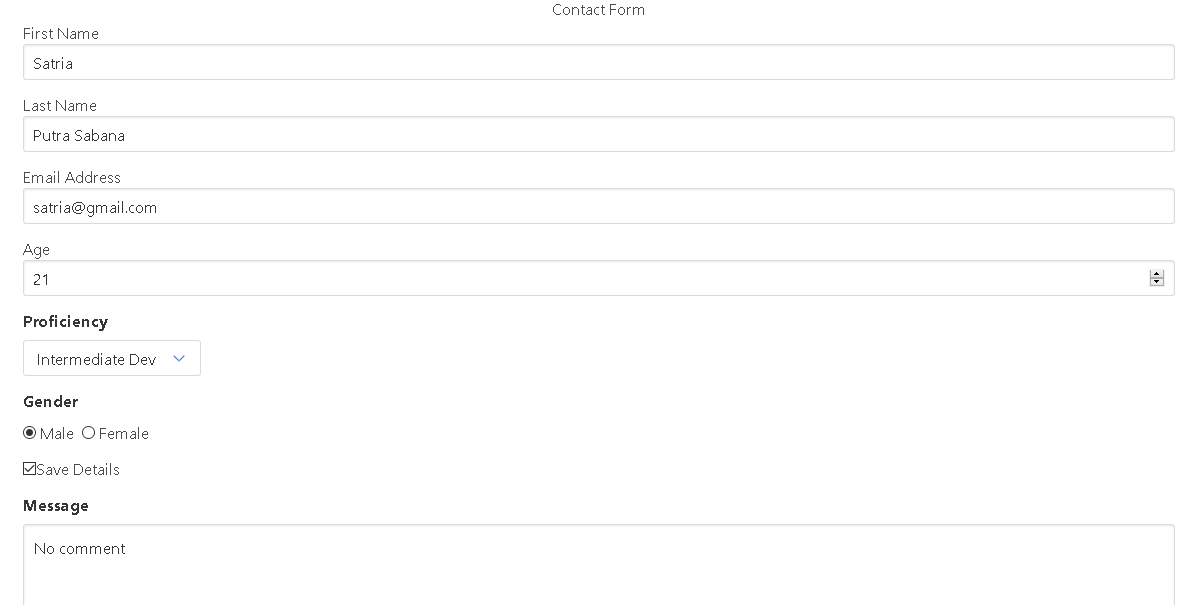 Contact Form
First Name
Satria
Last Name
Putra Sabana
Email Address
satria@gmail.com
Age
21
Proficiency
Intermediate Dev
Gender
Male Female
Save Details
Message
No comment